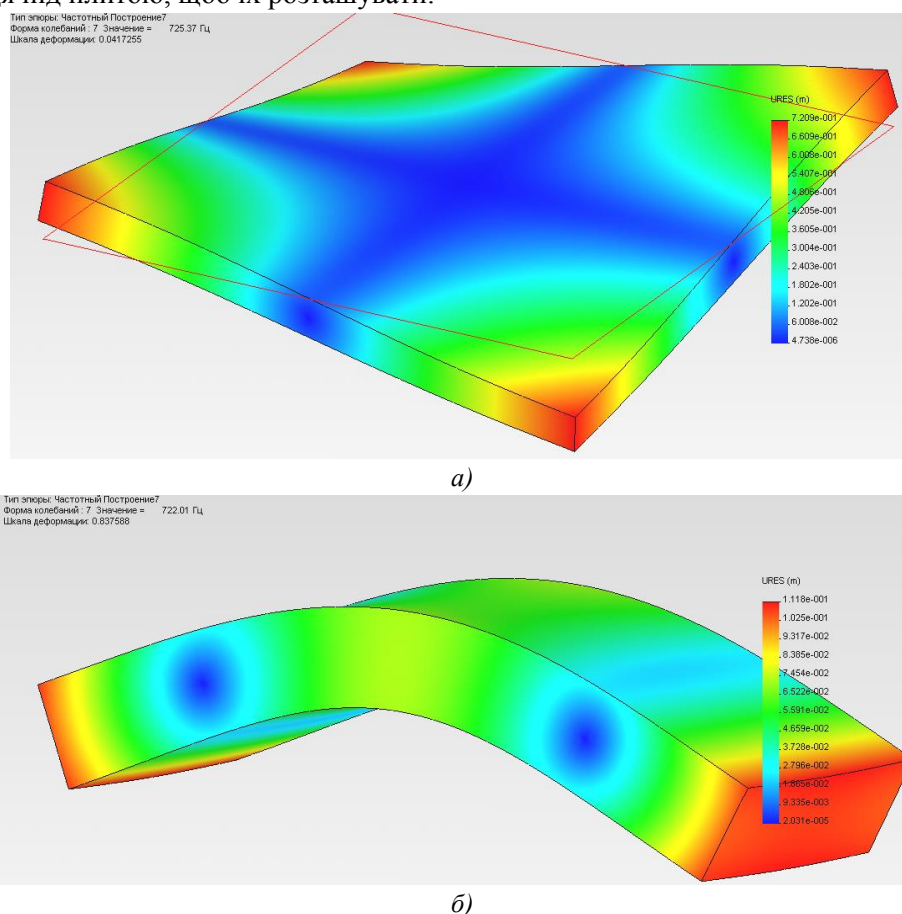 під плитою, щоб їх розташувати.
Тип эпюры: Частотный Построение7
Форма колебаний : 7 Значение = 725.37 Гц
Шкала деформации: 0.0417255
URES (m)
7.209e-001
6.609e-001
6.008e-001
5.407e-001
4.806e-001
4.205e-001
3.605e-001
3.004e-001
2.403e-001
1.802e-001
1.202e-001
6.008e-002
4.738e-006
а)
Тип эпюры: Частотный Построение7
Форма колебаний : 7 Значение = 722.01 Гц
Шкала деформации: 0.837588
URES (m)
1.118e-001
1.025e-001
9.317e-002
8.385e-002
7.454e-002
6.522e-002
5.591e-002
4.659e-002
3.728e-002
2.796e-002
1.865e-002
9.335e-003
2.031e-005
б)